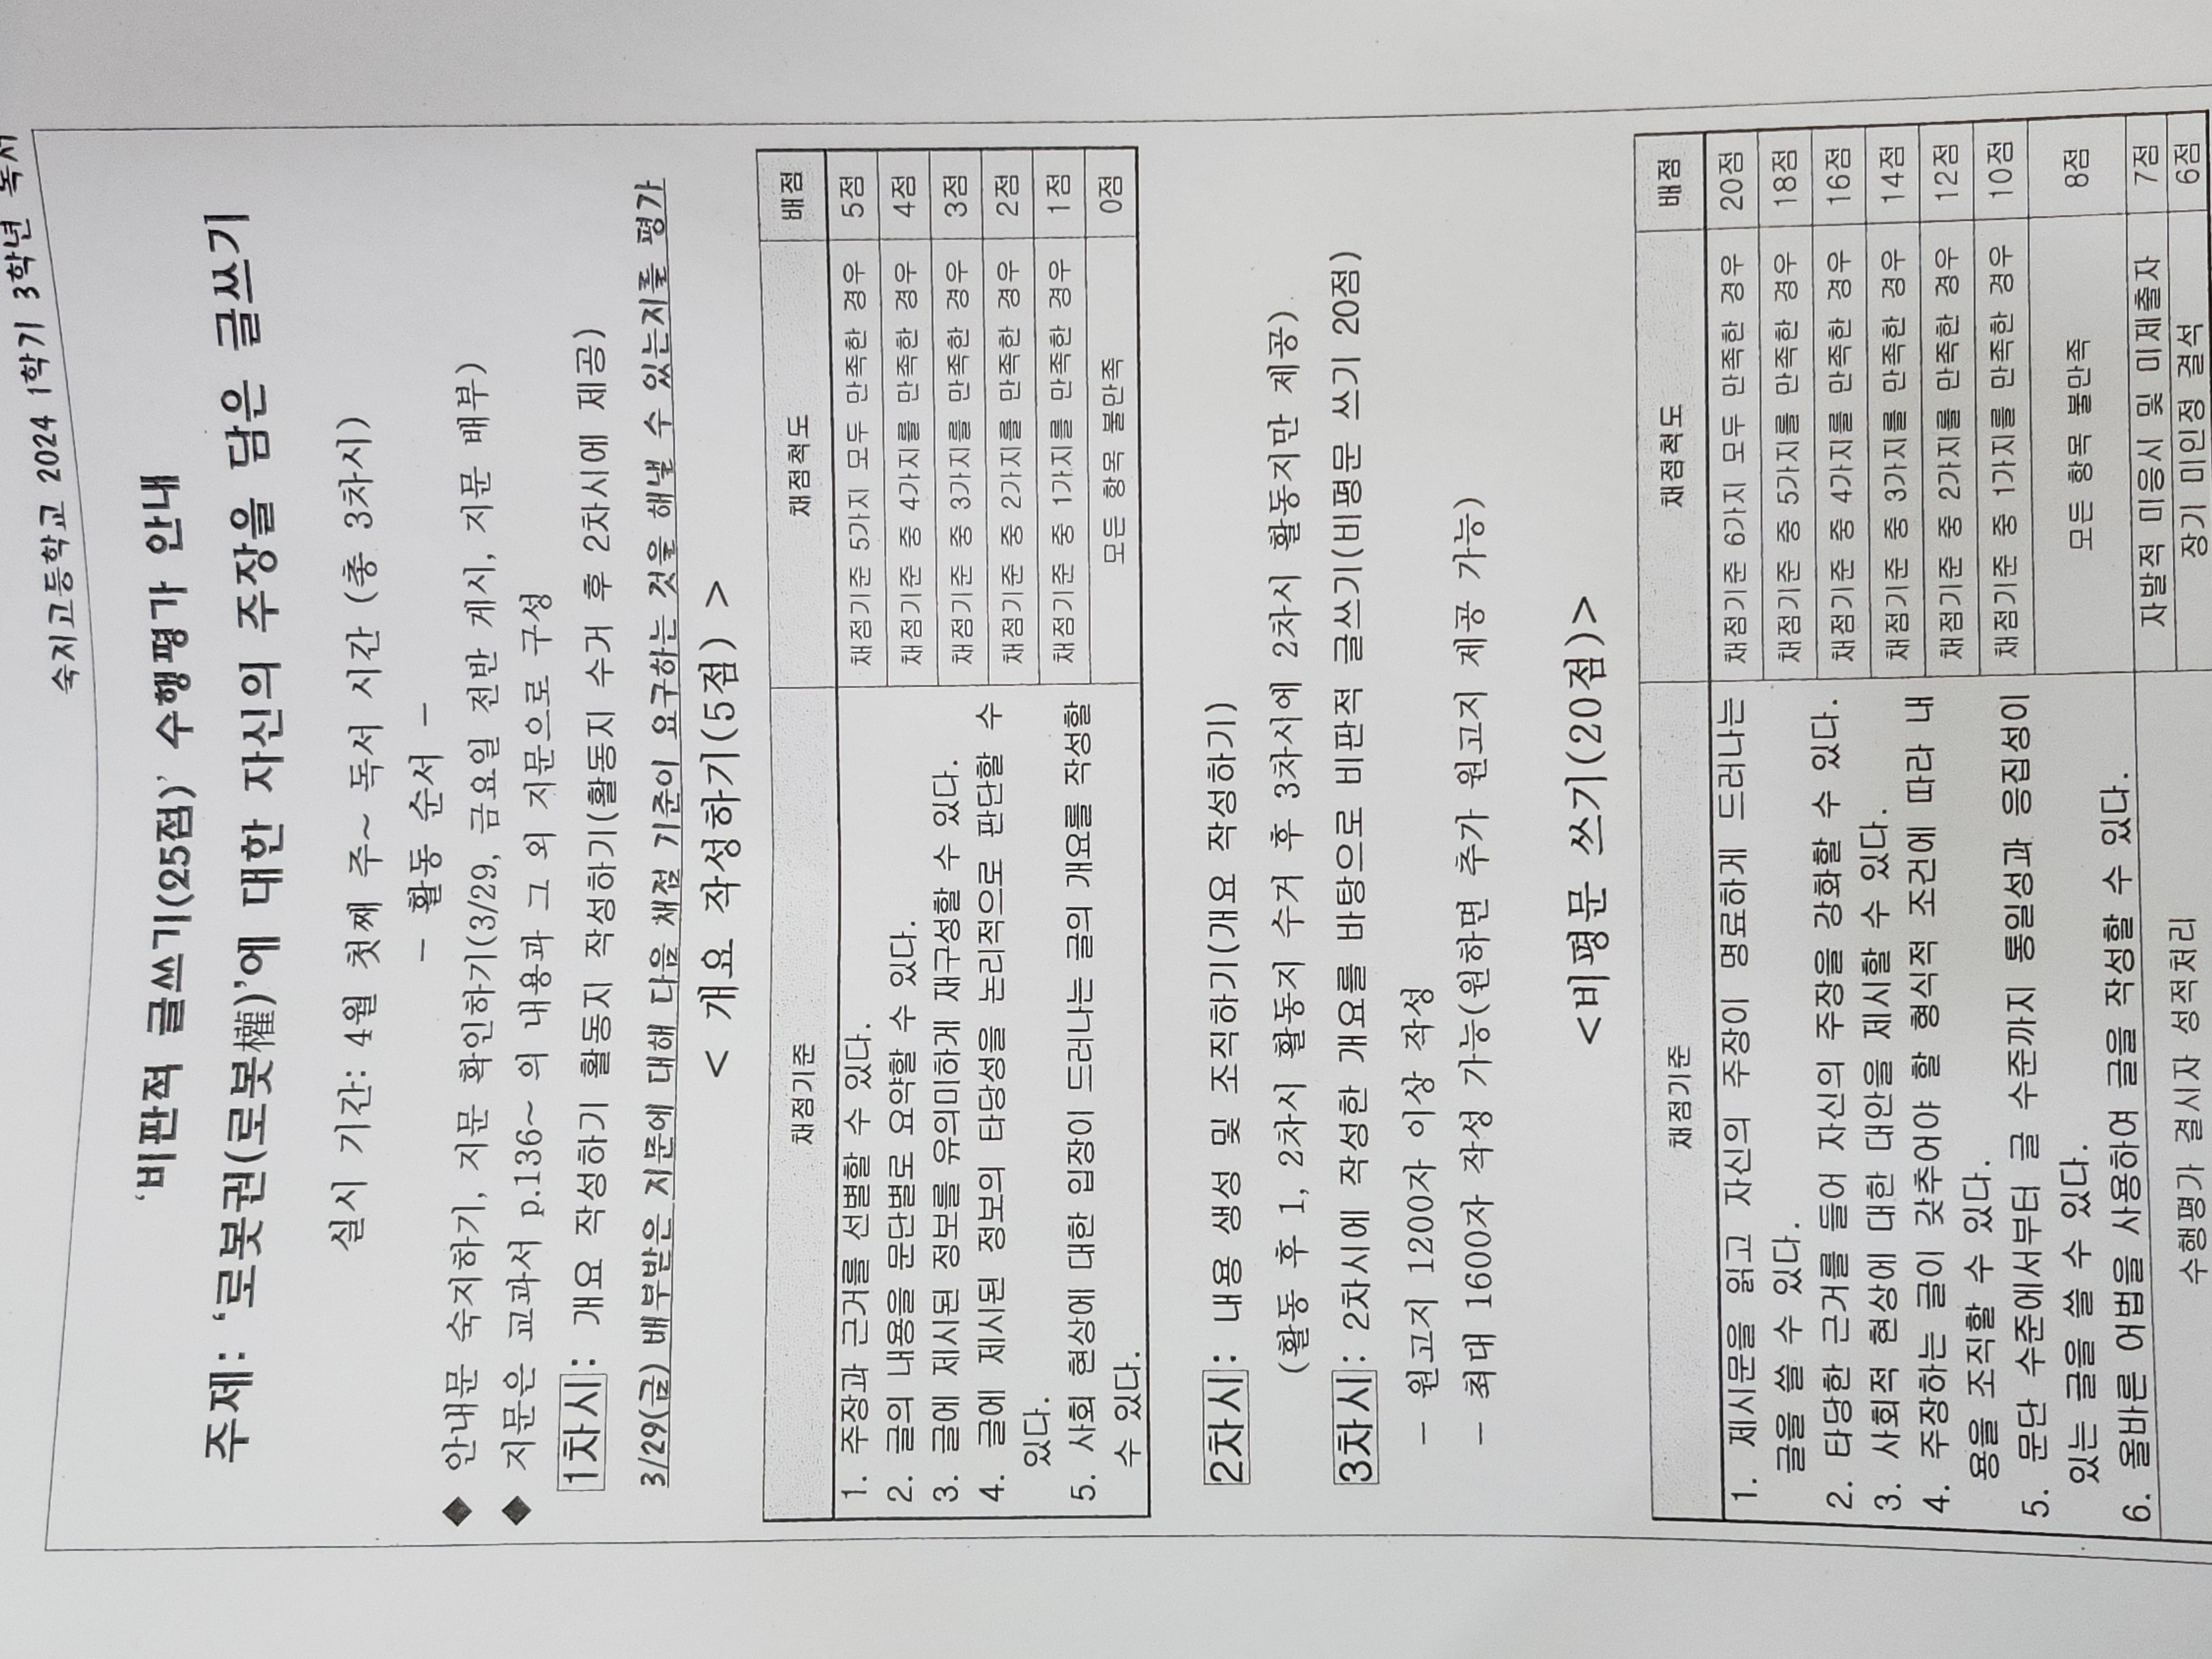 숙지고등학교 2024 1학기 3학년 독서
‘비판적 글쓰기(25점)’ 수행평가 안내
주제: ‘로봇권(로봇權)’에 대한 자신의 주장을 담은 글쓰기
실시 기간: 4월 첫째 주~ 독서 시간 (총 3차시)
- 활동 순서 -
◆ 안내문 숙지하기, 지문 확인하기(3/29, 금요일 전반 게시, 지문 배부)
◆ 지문은 교과서 p.136~ 의 내용과 그 외 지문으로 구성
1차시: 개요 작성하기 활동지 작성하기(활동지 수거 후 2차시에 제공)
3/29(금) 배부받은 지문에 대해 다음 채점 기준이 요구하는 것을 해낼 수 있는지를 평가
< 개요 작성하기(5점) >
채점기준 채점척도 배점
1. 주장과 근거를 선별할 수 있다.
2. 글의 내용을 문단별로 요약할 수 있다.
3. 글에 제시된 정보를 유의미하게 재구성할 수 있다.
4. 글에 제시된 정보의 타당성을 논리적으로 판단할 수
있다.
5. 사회 현상에 대한 입장이 드러나는 글의 개요를 작성할
수 있다.
채점기준 5가지 모두 만족한 경우 5점
채점기준 중 4가지를 만족한 경우 4점
채점기준 중 3가지를 만족한 경우 3점
채점기준 중 2가지를 만족한 경우 2점
채점기준 중 1가지를 만족한 경우 1점
모든 항목 불만족 0점
2차시: 내용 생성 및 조직하기(개요 작성하기)
(활동 후 1, 2차시 활동지 수거 후 3차시에 2차시 활동지만 제공)
3차시: 2차시에 작성한 개요를 바탕으로 비판적 글쓰기(비평문 쓰기 20점)
- 원고지 1200자 이상 작성
- 최대 1600자 작성 가능(원하면 추가 원고지 제공 가능)
<비평문 쓰기(20점)>
채점기준 채점척도 배점
1. 제시문을 읽고 자신의 주장이 명료하게 드러나는
글을 쓸 수 있다.
2. 타당한 근거를 들어 자신의 주장을 강화할 수 있다.
3. 사회적 현상에 대한 대안을 제시할 수 있다.
4. 주장하는 글이 갖추어야 할 형식적 조건에 따라 내
용을 조직할 수 있다.
5. 문단 수준에서부터 글 수준까지 통일성과 응집성이
있는 글을 쓸 수 있다.
6. 올바른 어법을 사용하여 글을 작성할 수 있다.
채점기준 6가지 모두 만족한 경우 20점
채점기준 중 5가지를 만족한 경우 18점
채점기준 중 4가지를 만족한 경우 16점
채점기준 중 3가지를 만족한 경우 14점
채점기준 중 2가지를 만족한 경우 12점
채점기준 중 1가지를 만족한 경우 10점
모든 항목 불만족 8점
수행평가 결시자 성적처리
자발적 미응시 및 미제출자 7점
장기 미인정 결석 6점